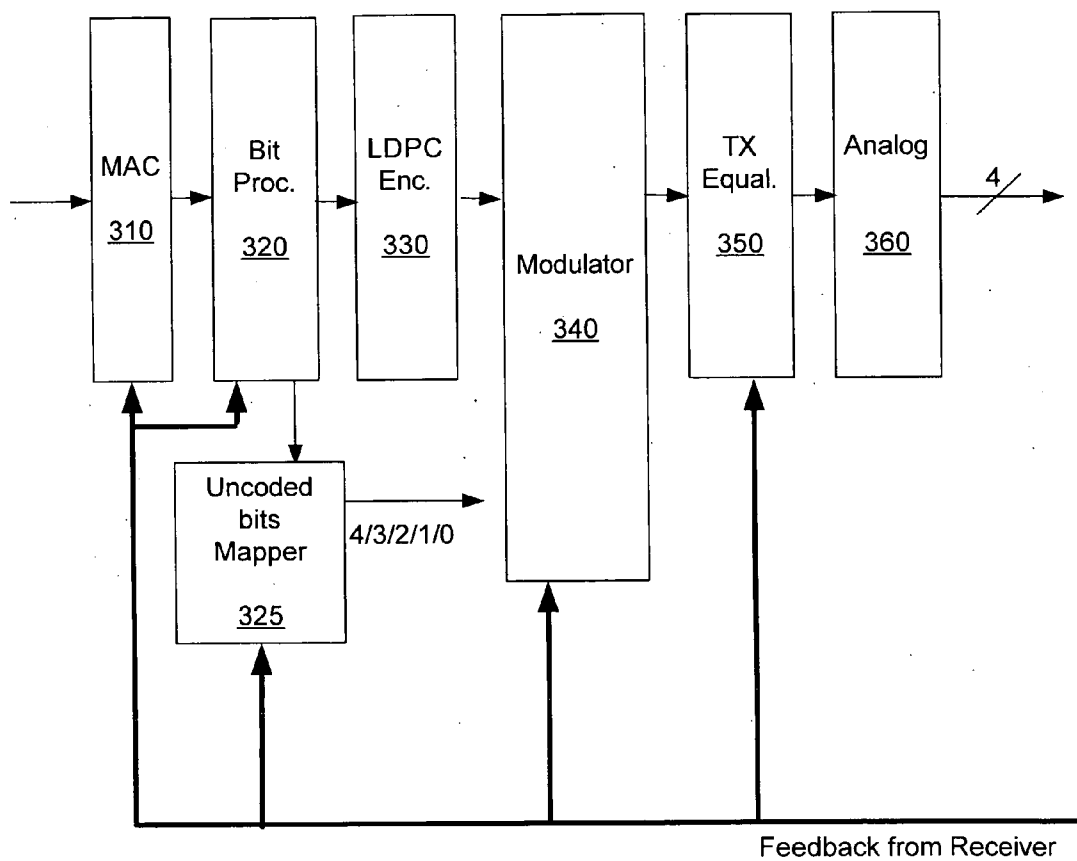 MAC
310
Bit
Proc.
320
LDPC
Enc.
330
Modulator
340
TX
Equal.
350
Analog
360
4
Uncoded
bits
Mapper
325
4/3/2/1/0
Feedback from Receiver